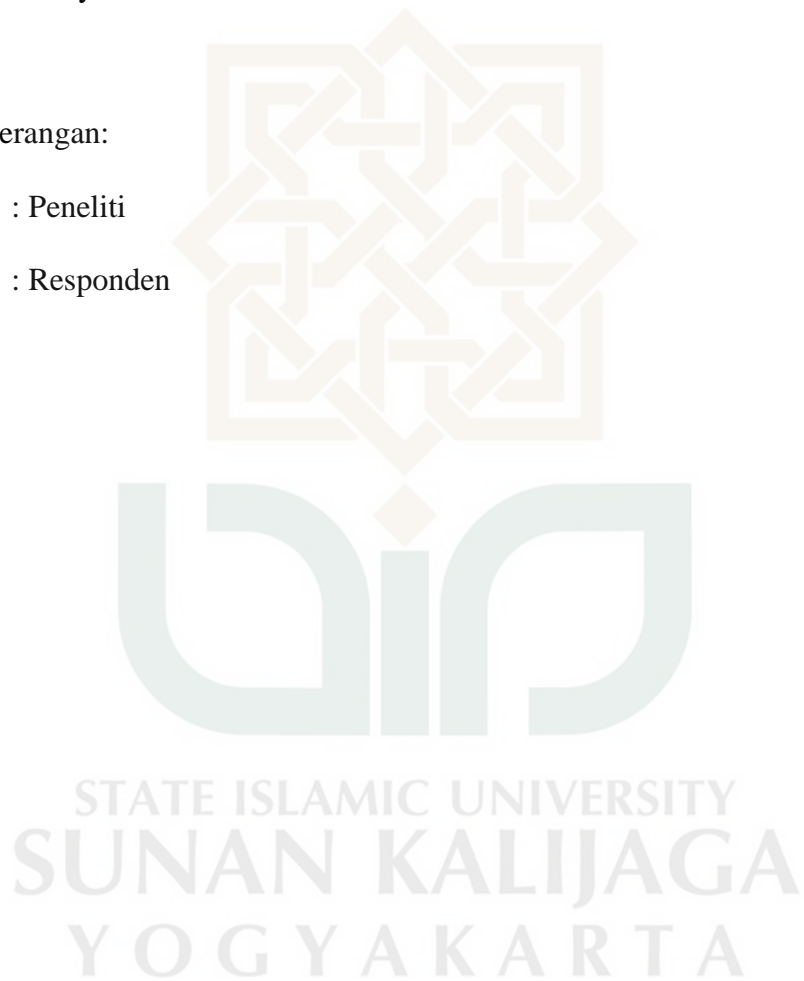 erangan:
: Peneliti
: Responden
STATE ISLAMIC UNIVERSITY
SUNAN KALIJAGA
YOGYAKARTA